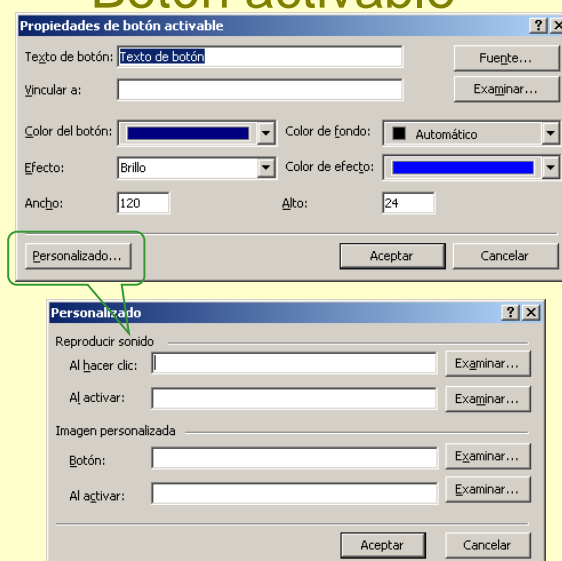 Botón activable
Propiedades de botón activable
Texto de botón: Texto de botón Fuente...
Vincular a: Examinar...
Color del botón: Color de fondo: Automático
Efecto: Brillo Color de efecto:
Ancho: 120 Alto: 24
Personalizado... Aceptar Cancelar
Personalizado
Reproducir sonido
Al hacer clic: Examinar...
Al activar: Examinar...
Imagen personalizada
Botón: Examinar...
Al activar: Examinar...
Aceptar Cancelar